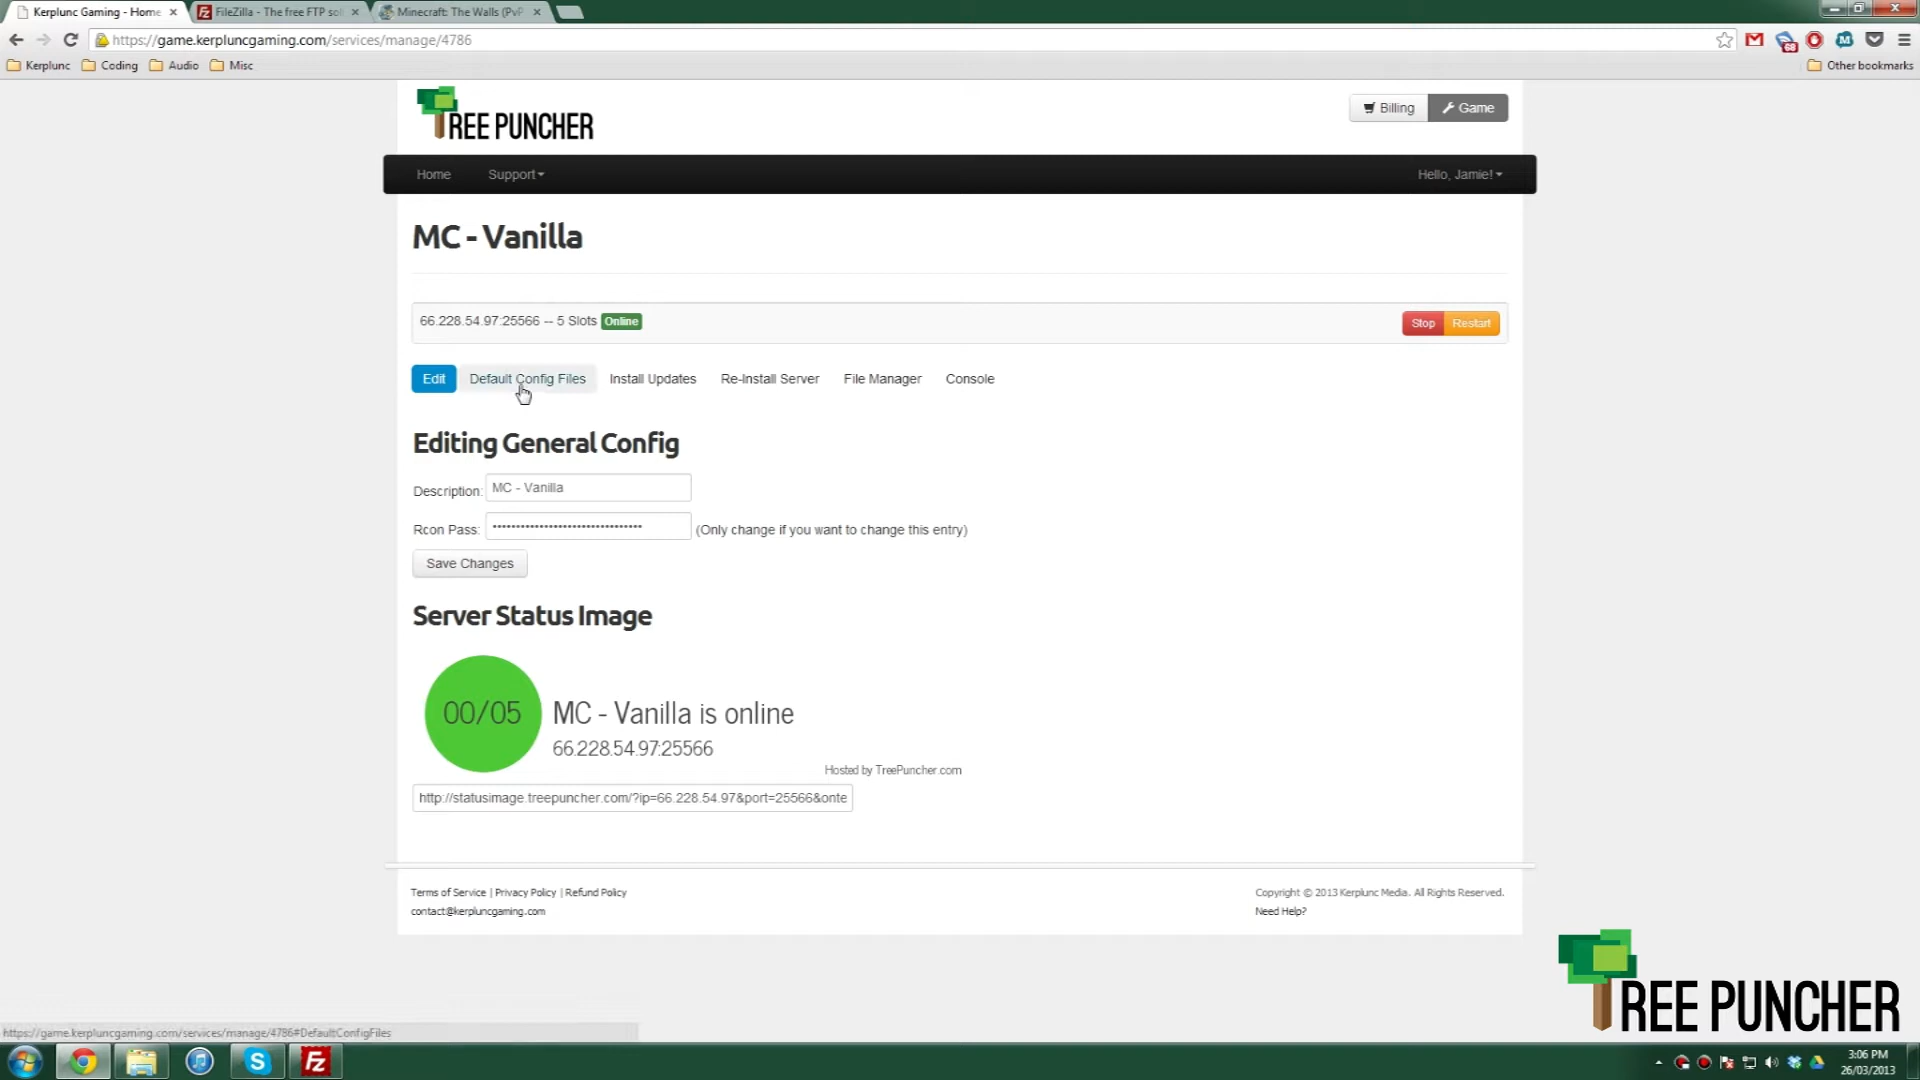 Kerplunc Gaming - Home
FileZilla - The free FTP sol
Minecraft: The Walls (PvP
https://game.kerpluncgaming.com/services/manage/4786
Kerplunc
Coding
Audio
Misc
Other bookmarks
REE PUNCHER
Billing
Game
Home
Support
Hello, Jamie!
MC - Vanilla
66.228.54.97:25566 -- 5 Slots Online
Stop
Restart
Edit
Default Config Files
Install Updates
Re-Install Server
File Manager
Console
Editing General Config
Description: MC - Vanilla
Rcon Pass: •••••••••••••••••••••••••••••••• (Only change if you want to change this entry)
Save Changes
Server Status Image
00/05
MC - Vanilla is online
66.228.54.97:25566
Hosted by TreePuncher.com
http://statusimage.treepuncher.com/?ip=66.228.54.97&port=25566&onte
Terms of Service | Privacy Policy | Refund Policy
Copyright © 2013 Kerplunc Media. All Rights Reserved.
contact@kerpluncgaming.com
Need Help?
REE PUNCHER
https://game.kerpluncgaming.com/services/manage/4786#DefaultConfigFiles
3:06 PM
26/03/2013